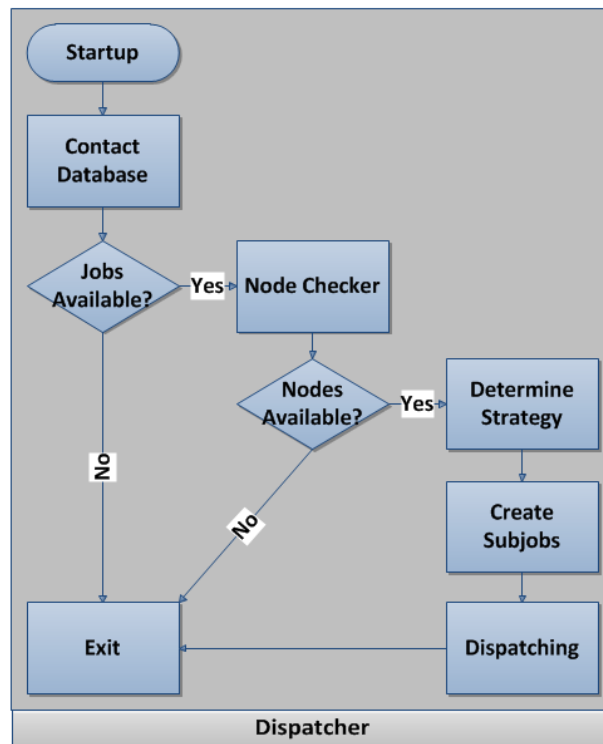 Startup
Contact
Database
Jobs
Available?
Yes
Node Checker
Nodes
Available?
Yes
Determine
Strategy
No
No
Create
Subjobs
Exit
Dispatching
Dispatcher